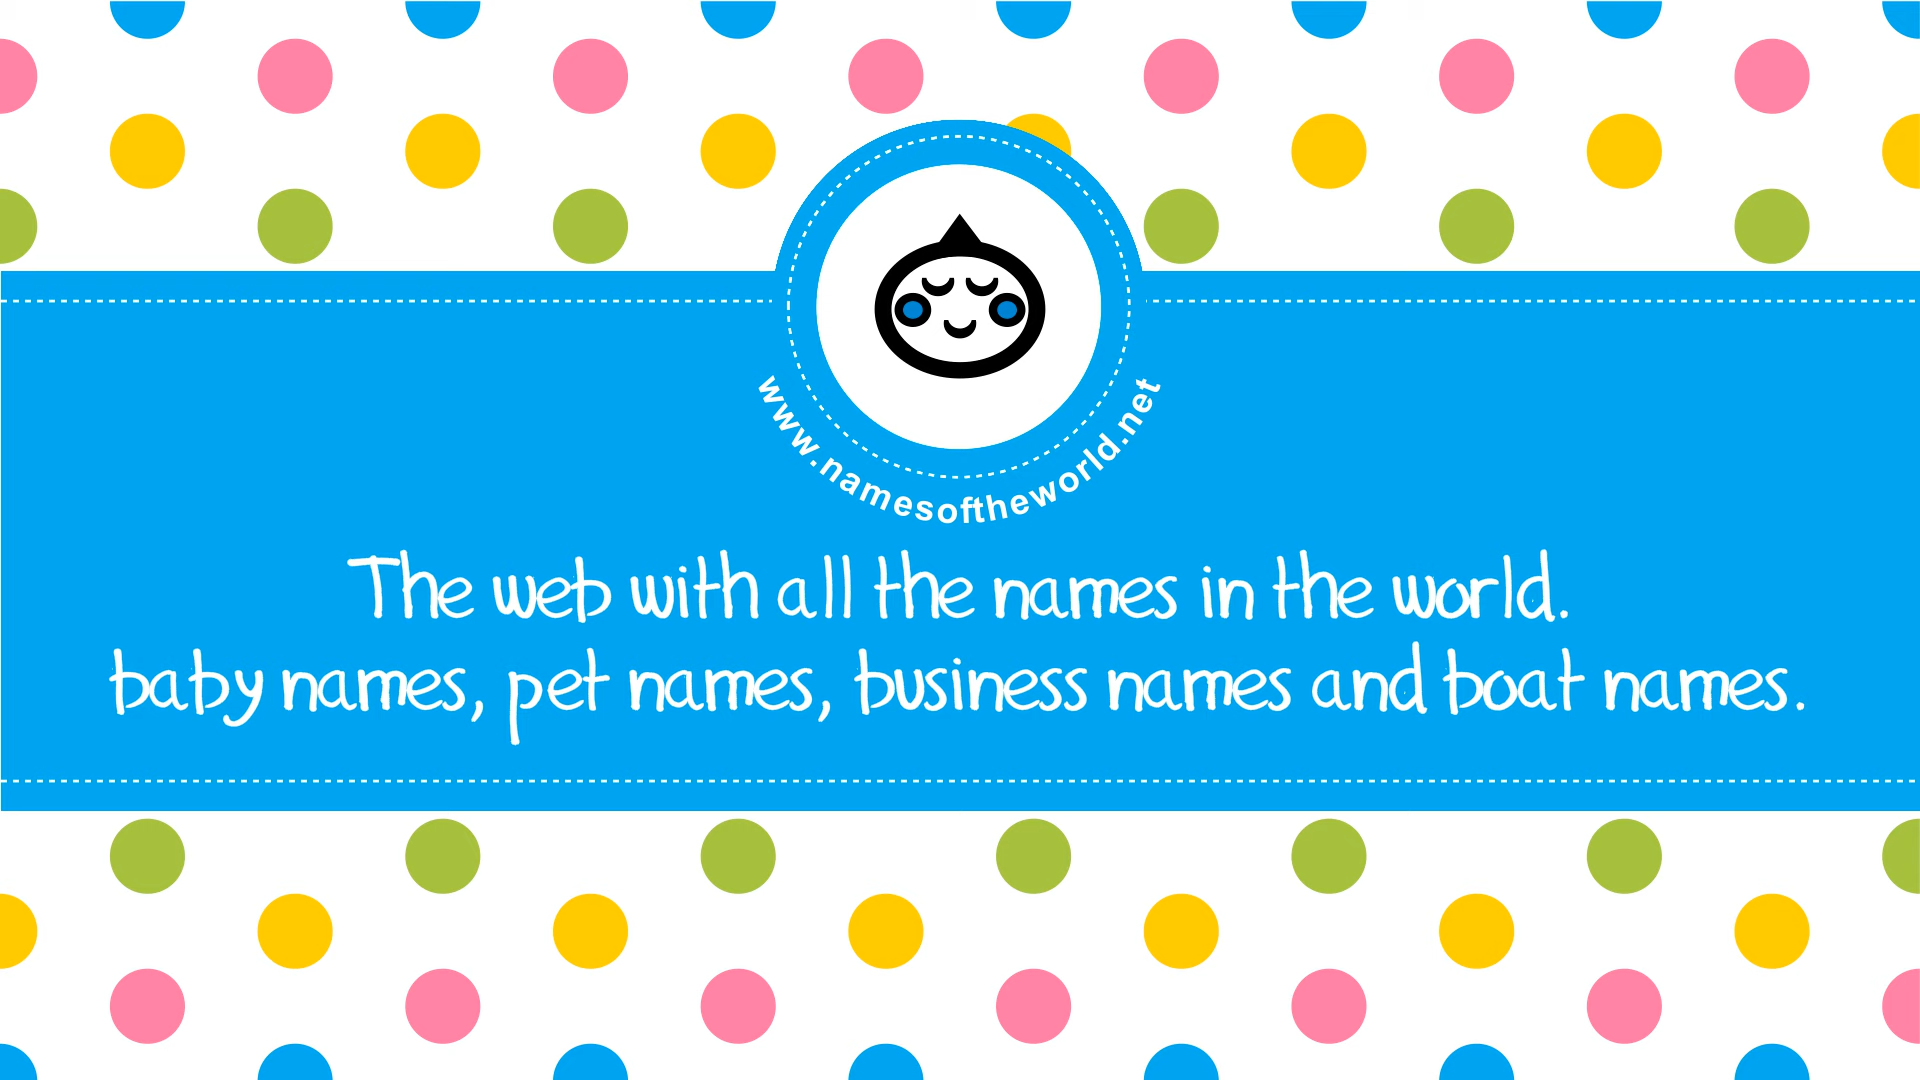 www.namesoftheworld.net
The web with all the names in the world.
baby names, pet names, business names and boat names.